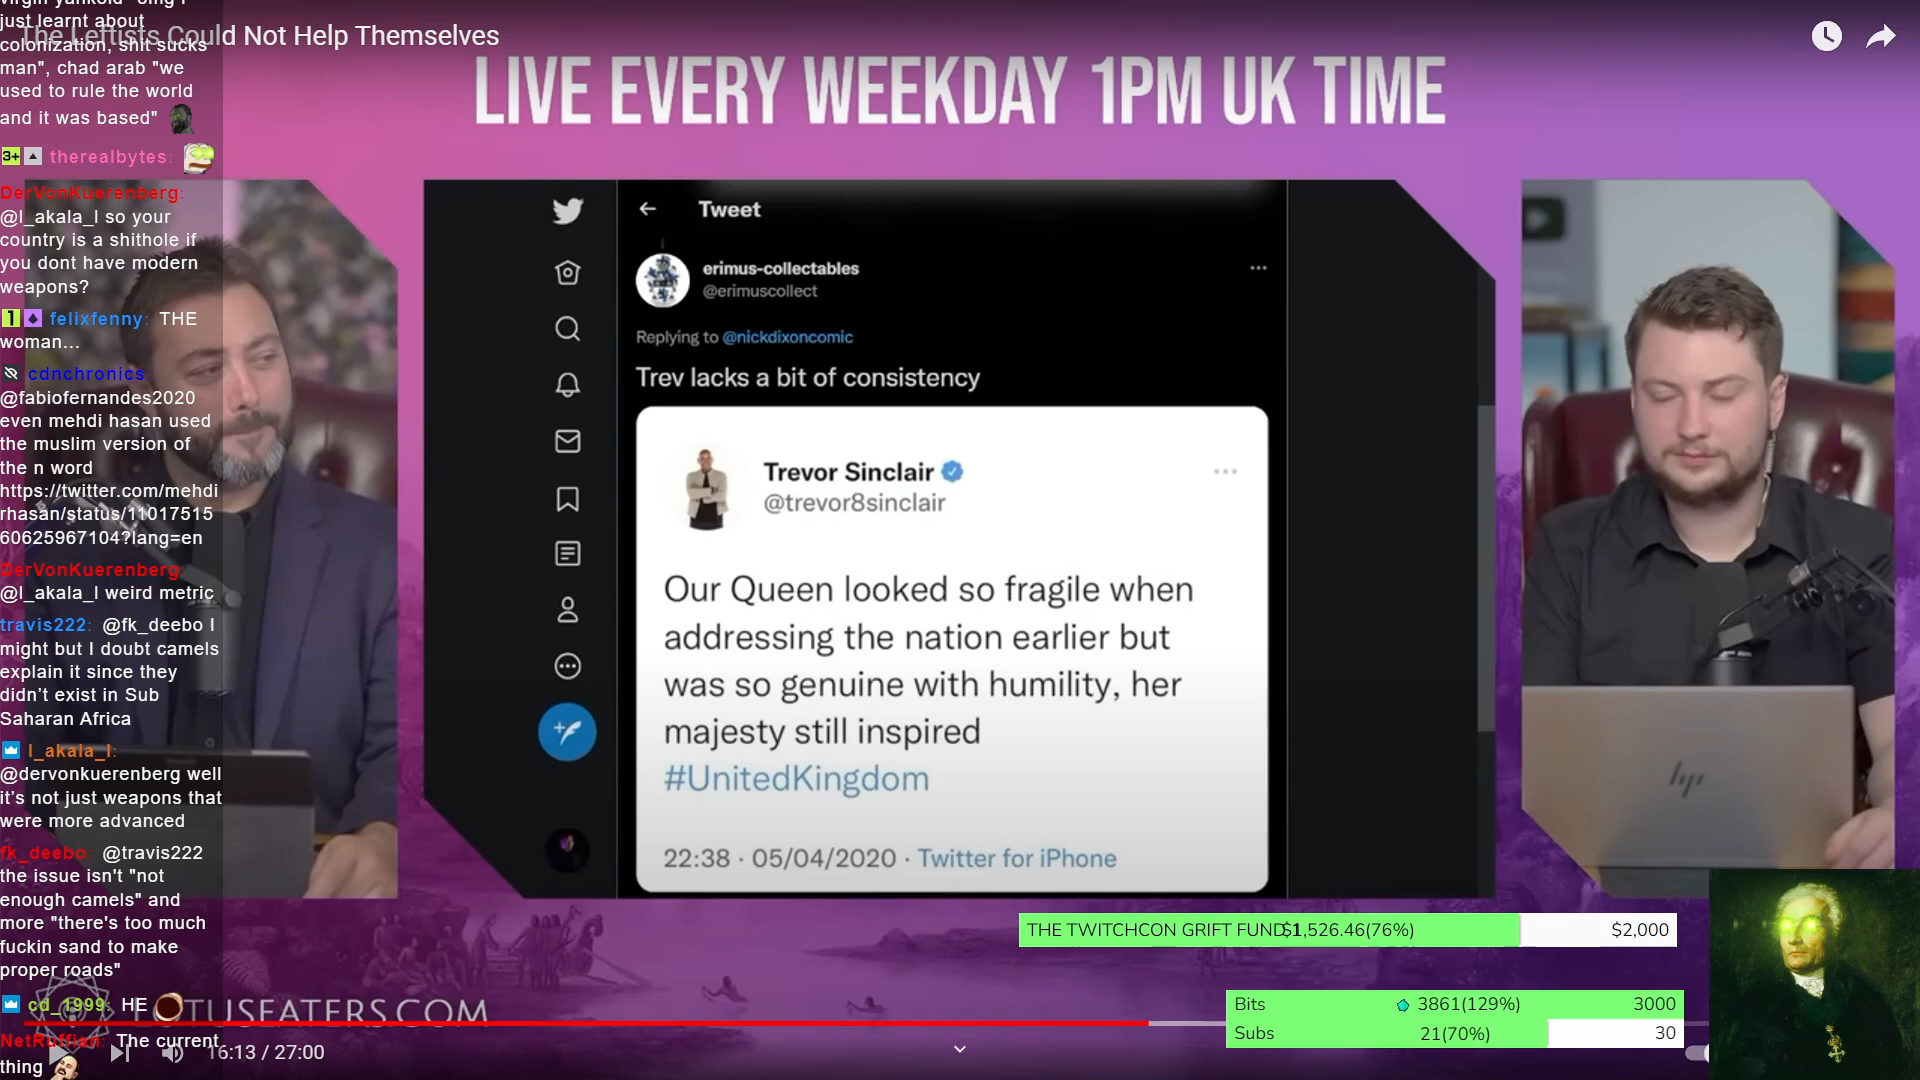 virgin yankoid "omg I
just learnt about
colonization, shit sucks
man", chad arab "we
used to rule the world
and it was based"
3+ therealbytes:
DerVonKuerenberg:
@l_akala_l so your
country is a shithole if
you dont have modern
weapons?
1 felixfenny: THE
woman...
cdnchronics
@fabiofernandes2020
even mehdi hasan used
the muslim version of
the n word
https://twitter.com/mehdi
rhasan/status/11017515
60625967104?lang=en
DerVonKuerenberg:
@l_akala_l weird metric
travis222: @fk_deebo I
might but I doubt camels
explain it since they
didn't exist in Sub
Saharan Africa
l_akala_l:
@dervonkuerenberg well
it's not just weapons that
were more advanced
fk_deebo: @travis222
the issue isn't "not
enough camels" and
more "there's too much
fuckin sand to make
proper roads"
cd_1999: HE
NetRuffian: The current
thing
The Leftists Could Not Help Themselves
LIVE EVERY WEEKDAY 1PM UK TIME
Tweet
erimus-collectables
@erimuscollect
Replying to @nickdixoncomic
Trev lacks a bit of consistency
Trevor Sinclair
@trevor8sinclair
Our Queen looked so fragile when
addressing the nation earlier but
was so genuine with humility, her
majesty still inspired
#UnitedKingdom
22:38 · 05/04/2020 · Twitter for iPhone
hp
THE TWITCHCON GRIFT FUND $1,526.46(76%) $2,000
Bits 3861(129%) 3000
Subs 21(70%) 30
LOTUSEATERS.COM
16:13 / 27:00